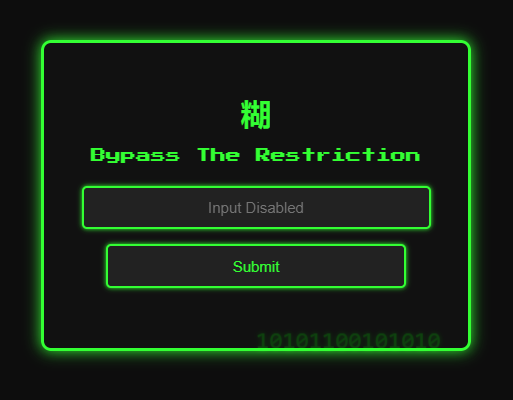 糊
Bypass The Restriction
Input Disabled
Submit
10101100101010